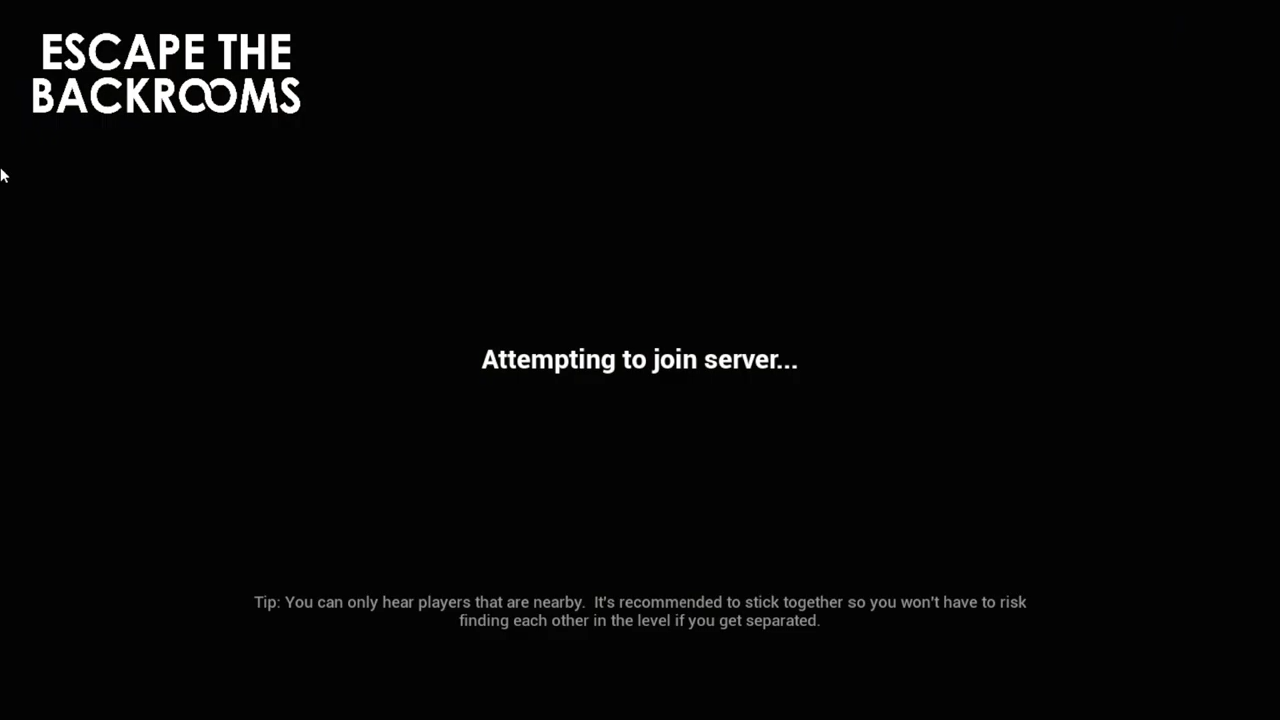 ESCAPE THE
BACKROOMS
Attempting to join server...
Tip: You can only hear players that are nearby.  It's recommended to stick together so you won't have to risk
finding each other in the level if you get separated.